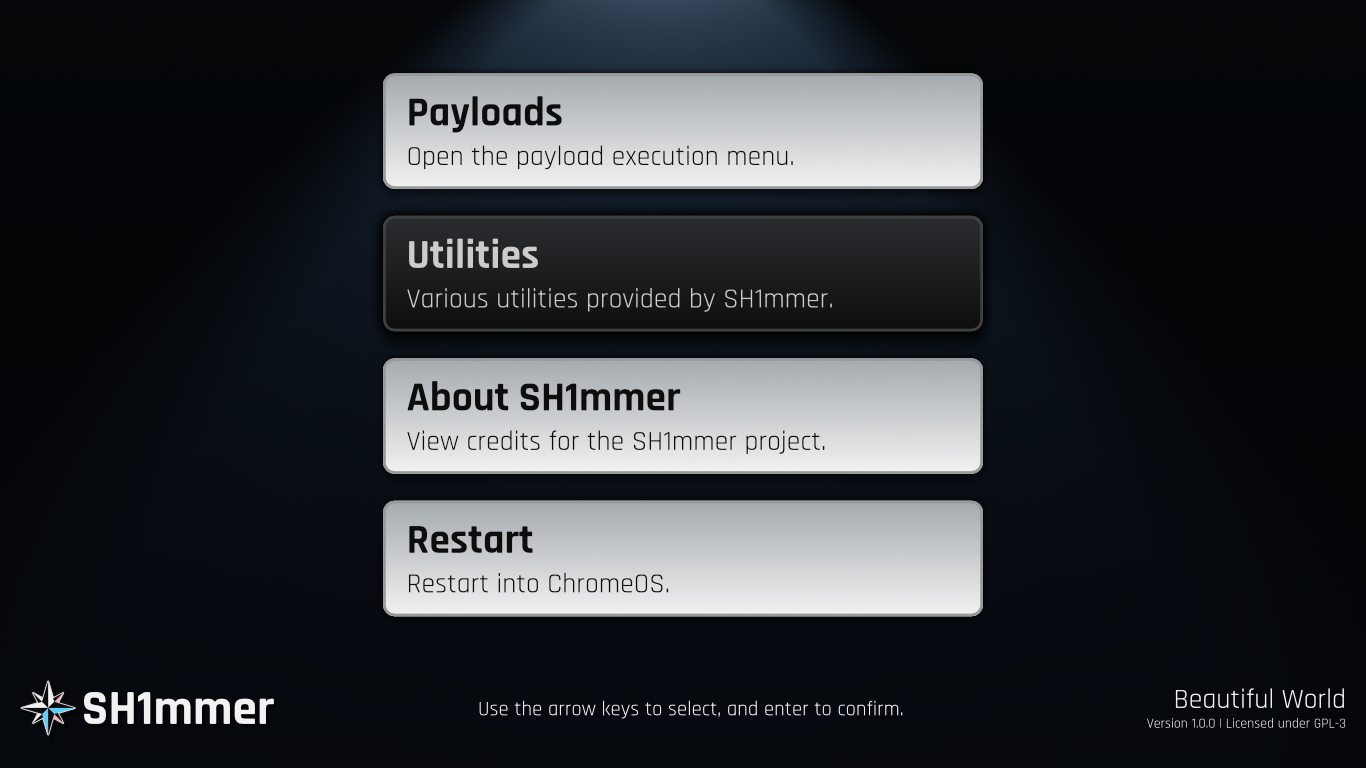 Payloads
Open the payload execution menu.
Utilities
Various utilities provided by SH1mmer.
About SH1mmer
View credits for the SH1mmer project.
Restart
Restart into ChromeOS.
SH1mmer
Use the arrow keys to select, and enter to confirm.
Beautiful World
Version 1.0.0 | Licensed under GPL-3